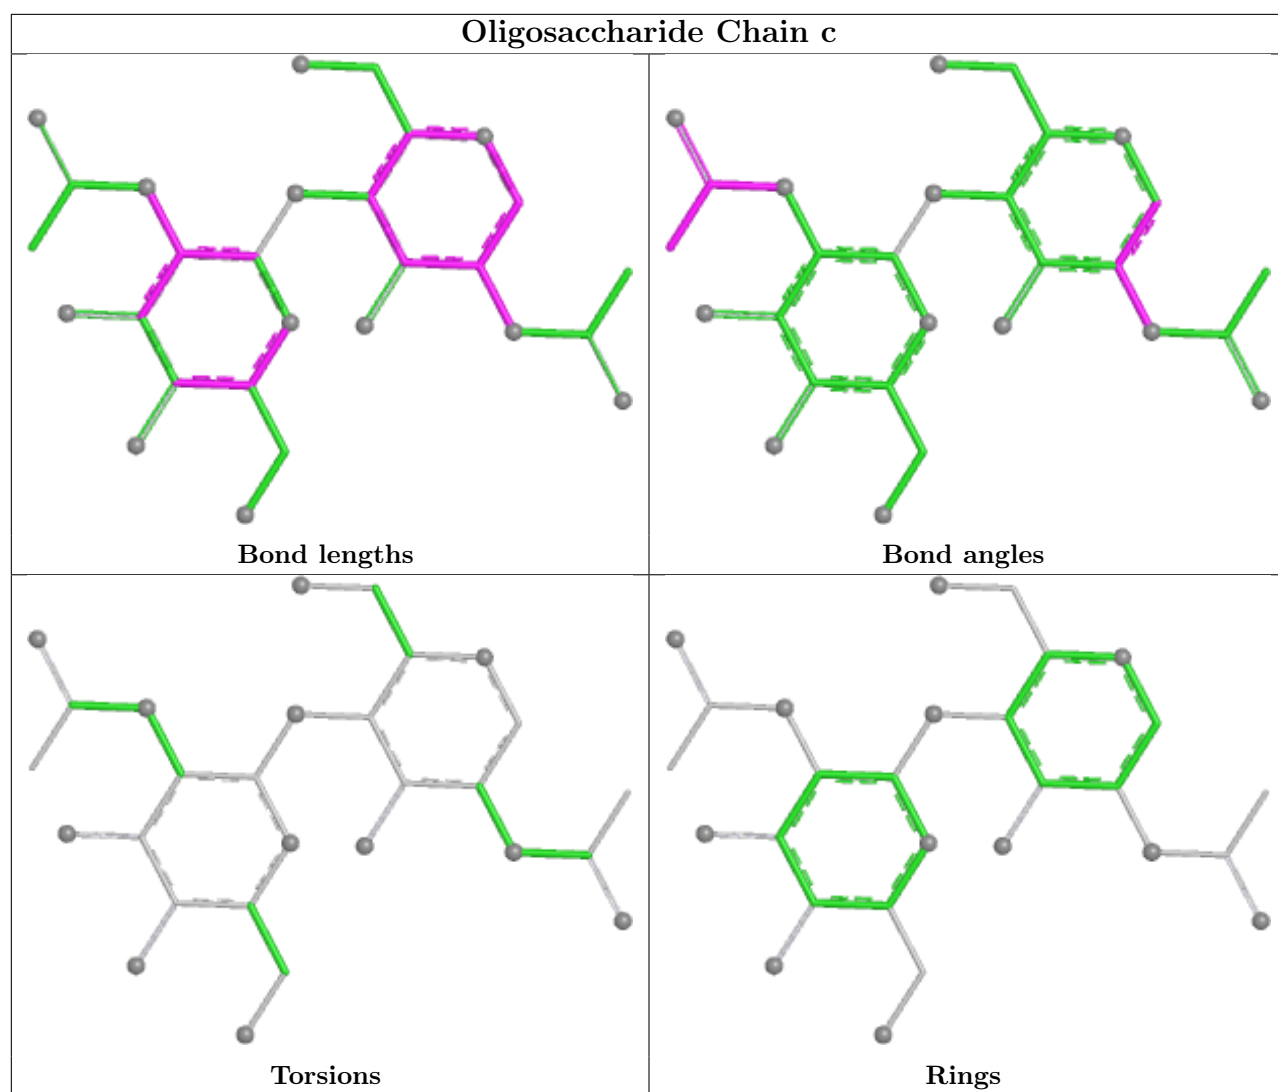 Oligosaccharide Chain c
Bond lengths
Bond angles
Torsions
Rings